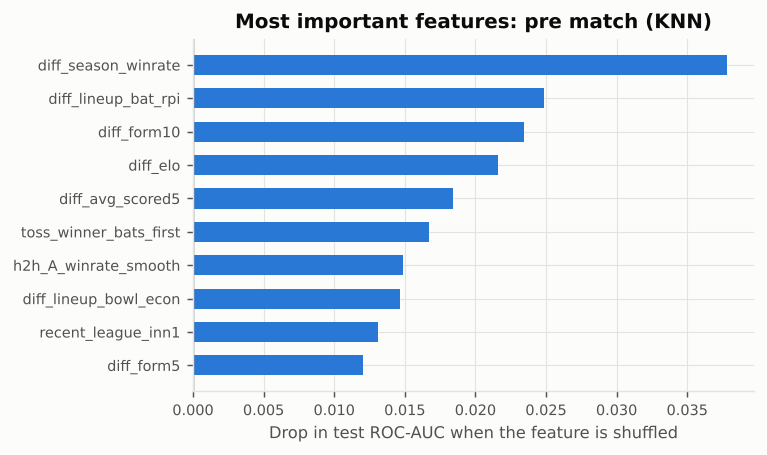 Most important features: pre match (KNN)
diff_season_winrate
diff_lineup_bat_rpi
diff_form10
diff_elo
diff_avg_scored5
toss_winner_bats_first
h2h_A_winrate_smooth
diff_lineup_bowl_econ
recent_league_inn1
diff_form5
0.000 0.005 0.010 0.015 0.020 0.025 0.030 0.035
Drop in test ROC-AUC when the feature is shuffled